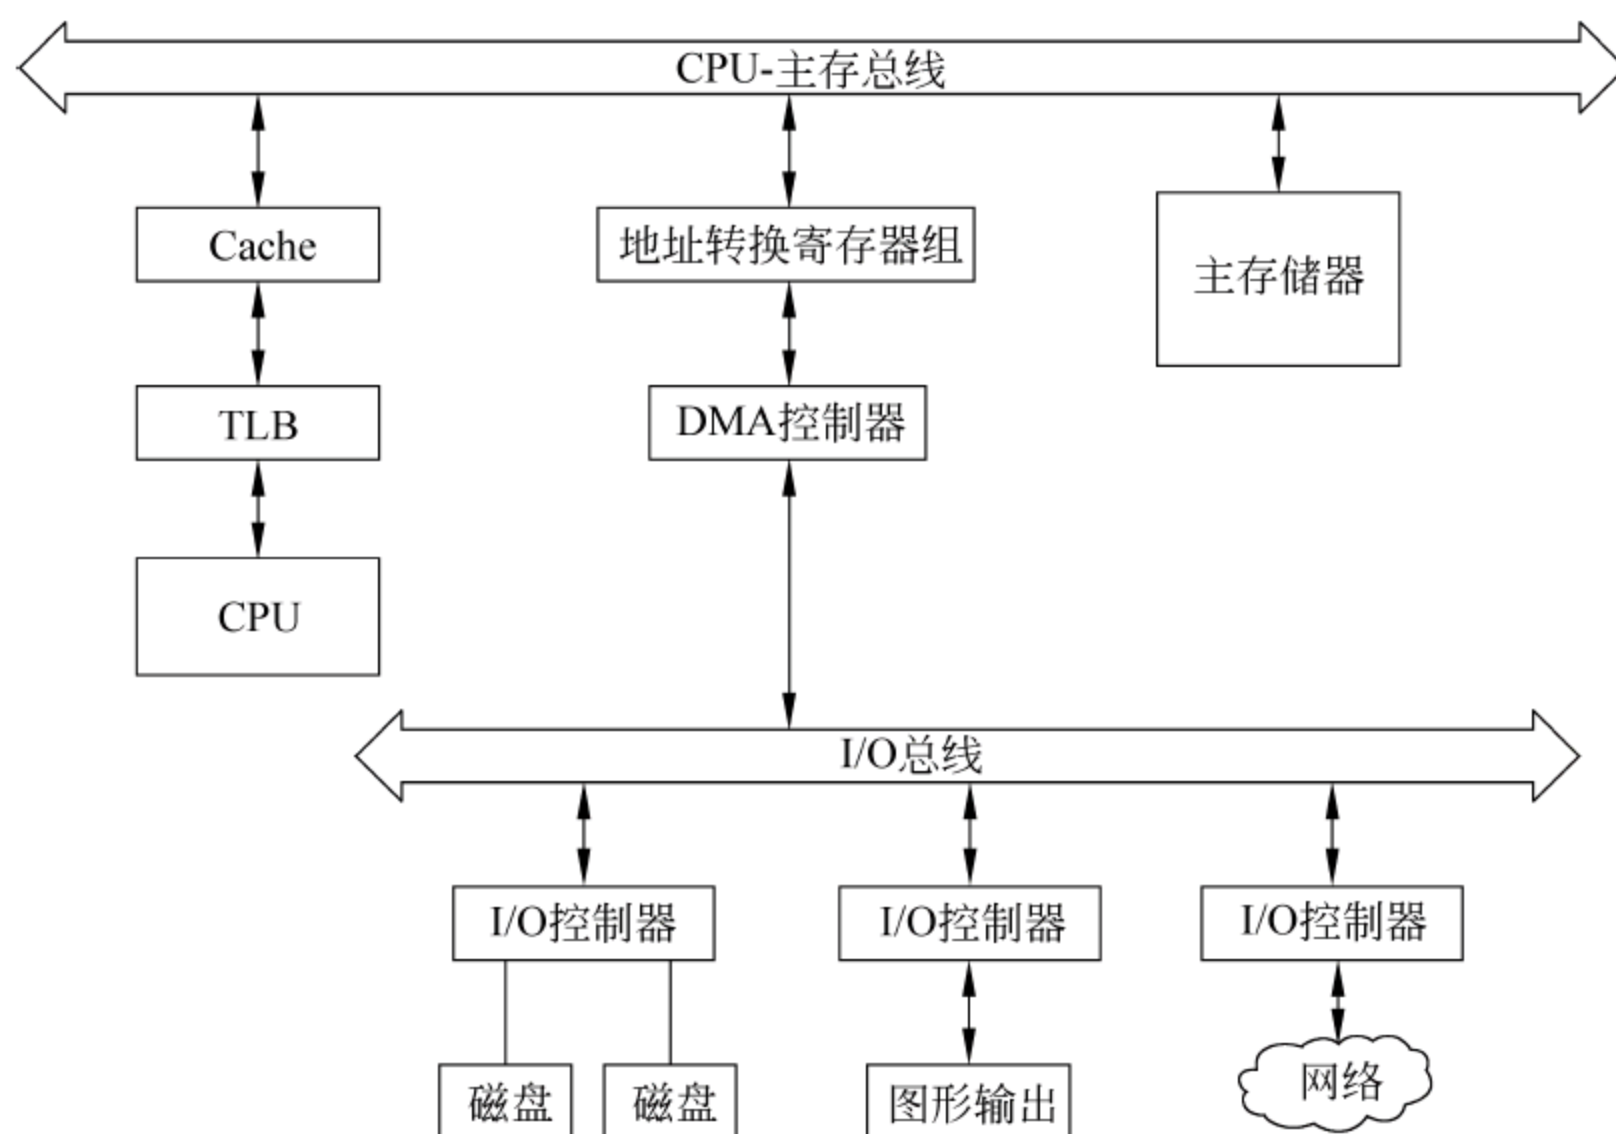 CPU-主存总线
Cache
地址转换寄存器组
主存储器
TLB
DMA控制器
CPU
I/O总线
I/O控制器
I/O控制器
I/O控制器
磁盘
磁盘
图形输出
网络